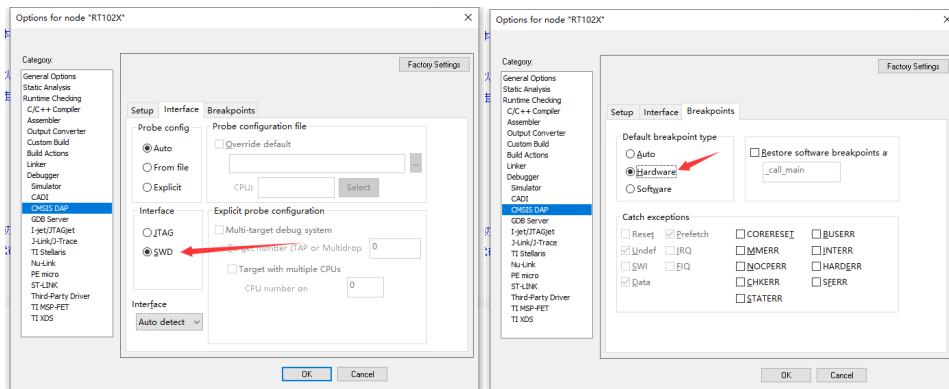 Options for node "RT102X"
Category:
Factory Settings
General Options
Static Analysis
Runtime Checking
C/C++ Compiler
Assembler
Output Converter
Custom Build
Build Actions
Linker
Debugger
Simulator
CADI
CMSIS DAP
GDB Server
I-jet/JTAGjet
J-Link/J-Trace
TI Stellaris
Nu-Link
PE micro
ST-LINK
Third-Party Driver
TI MSP-FET
TI XDS
Setup Interface Breakpoints
Probe config
Auto
From file
Explicit
Probe configuration file
Override default
...
CPU:
Select
Interface
JTAG
SWD
Explicit probe configuration
Multi-target debug system
Target number (TAP or Multidrop
0
Target with multiple CPUs
CPU number on
0
Interface
Auto detect
OK Cancel
Options for node "RT102X"
Category:
Factory Settings
General Options
Static Analysis
Runtime Checking
C/C++ Compiler
Assembler
Output Converter
Custom Build
Build Actions
Linker
Debugger
Simulator
CADI
CMSIS DAP
GDB Server
I-jet/JTAGjet
J-Link/J-Trace
TI Stellaris
Nu-Link
PE micro
ST-LINK
Third-Party Driver
TI MSP-FET
TI XDS
Setup Interface Breakpoints
Default breakpoint type
Auto
Hardware
Software
Restore software breakpoints a
_call_main
Catch exceptions
Reset Prefetch CORERESET BUSERR
Undef IRQ MMERR INTERR
SWI FIQ NOCPERR HARDERR
Data CHKERR SFERR
STATERR
OK Cancel